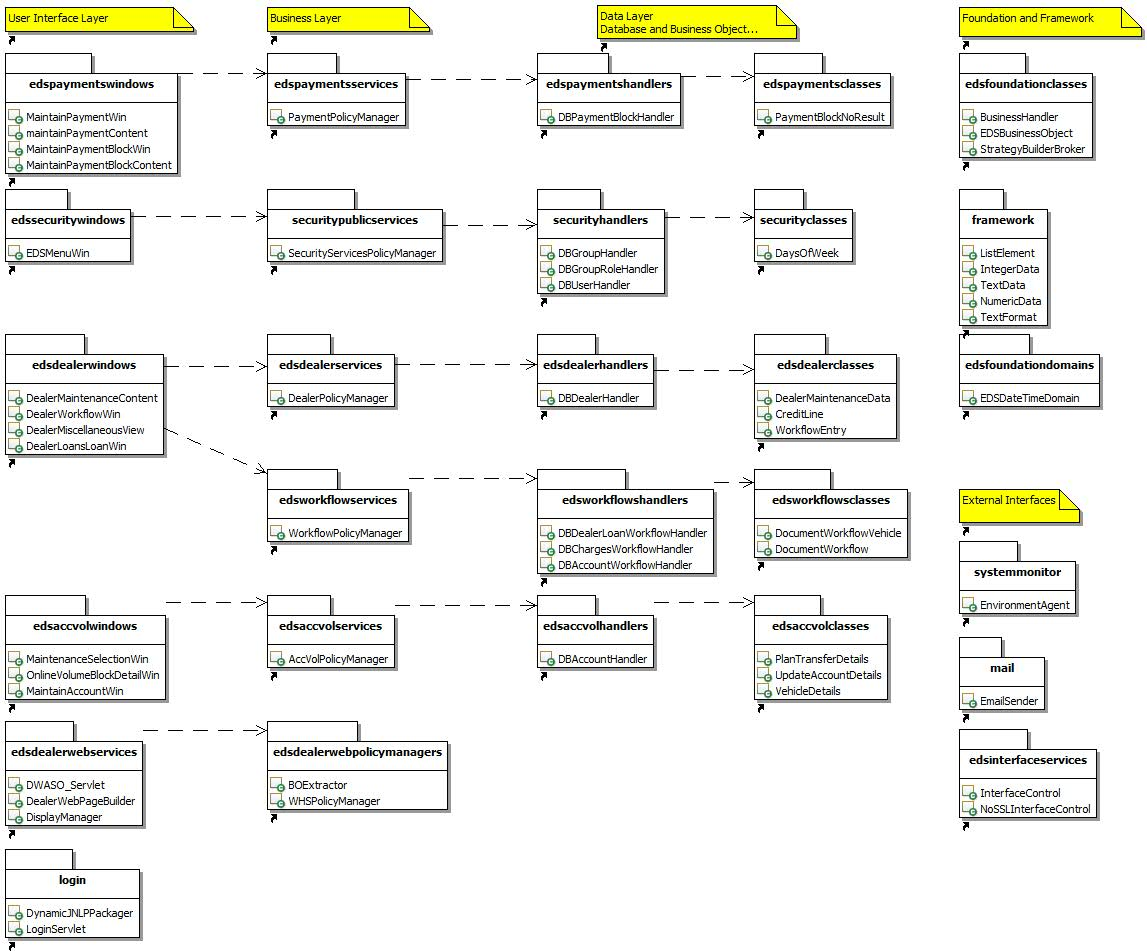 User Interface Layer
Business Layer
Data Layer
Database and Business Object...
Foundation and Framework
edspaymentswindows
MaintainPaymentWin
maintainPaymentContent
MaintainPaymentBlockWin
MaintainPaymentBlockContent
edspaymentsservices
PaymentPolicyManager
edspaymentshandlers
DBPaymentBlockHandler
edspaymentsclasses
PaymentBlockNoResult
edsfoundationclasses
BusinessHandler
EDSBusinessObject
StrategyBuilderBroker
edssecuritywindows
EDSMenuWin
securitypublicservices
SecurityServicesPolicyManager
securityhandlers
DBGroupHandler
DBGroupRoleHandler
DBUserHandler
securityclasses
DaysOfWeek
framework
ListElement
IntegerData
TextData
NumericData
TextFormat
edsdealerwindows
DealerMaintenanceContent
DealerWorkflowWin
DealerMiscellaneousView
DealerLoansLoanWin
edsdealerservices
DealerPolicyManager
edsdealerhandlers
DBDealerHandler
edsdealerclasses
DealerMaintenanceData
CreditLine
WorkflowEntry
edsfoundationdomains
EDSDateTimeDomain
edsworkflowservices
WorkflowPolicyManager
edsworkflowshandlers
DBDealerLoanWorkflowHandler
DBChargesWorkflowHandler
DBAccountWorkflowHandler
edsworkflowsclasses
DocumentWorkflowVehicle
DocumentWorkflow
External Interfaces
systemmonitor
EnvironmentAgent
edsaccvolwindows
MaintenanceSelectionWin
OnlineVolumeBlockDetailWin
MaintainAccountWin
edsaccvolservices
AccVolPolicyManager
edsaccvolhandlers
DBAccountHandler
edsaccvolclasses
PlanTransferDetails
UpdateAccountDetails
VehicleDetails
mail
EmailSender
edsdealerwebservices
DWASO_Servlet
DealerWebPageBuilder
DisplayManager
edsdealerwebpolicymanagers
BOExtractor
WHSPolicyManager
edsinterfaceservices
InterfaceControl
NoSSLInterfaceControl
login
DynamicJNLPPackager
LoginServlet